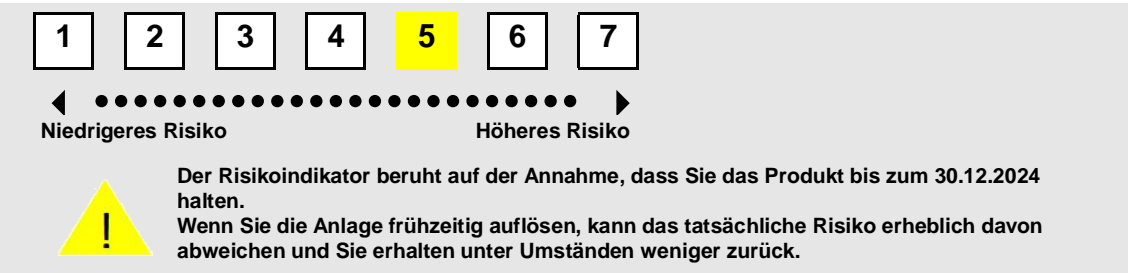 1 2 3 4 5 6 7
Niedrigeres Risiko Höheres Risiko
Der Risikoindikator beruht auf der Annahme, dass Sie das Produkt bis zum 30.12.2024
halten.
Wenn Sie die Anlage frühzeitig auflösen, kann das tatsächliche Risiko erheblich davon
abweichen und Sie erhalten unter Umständen weniger zurück.
!